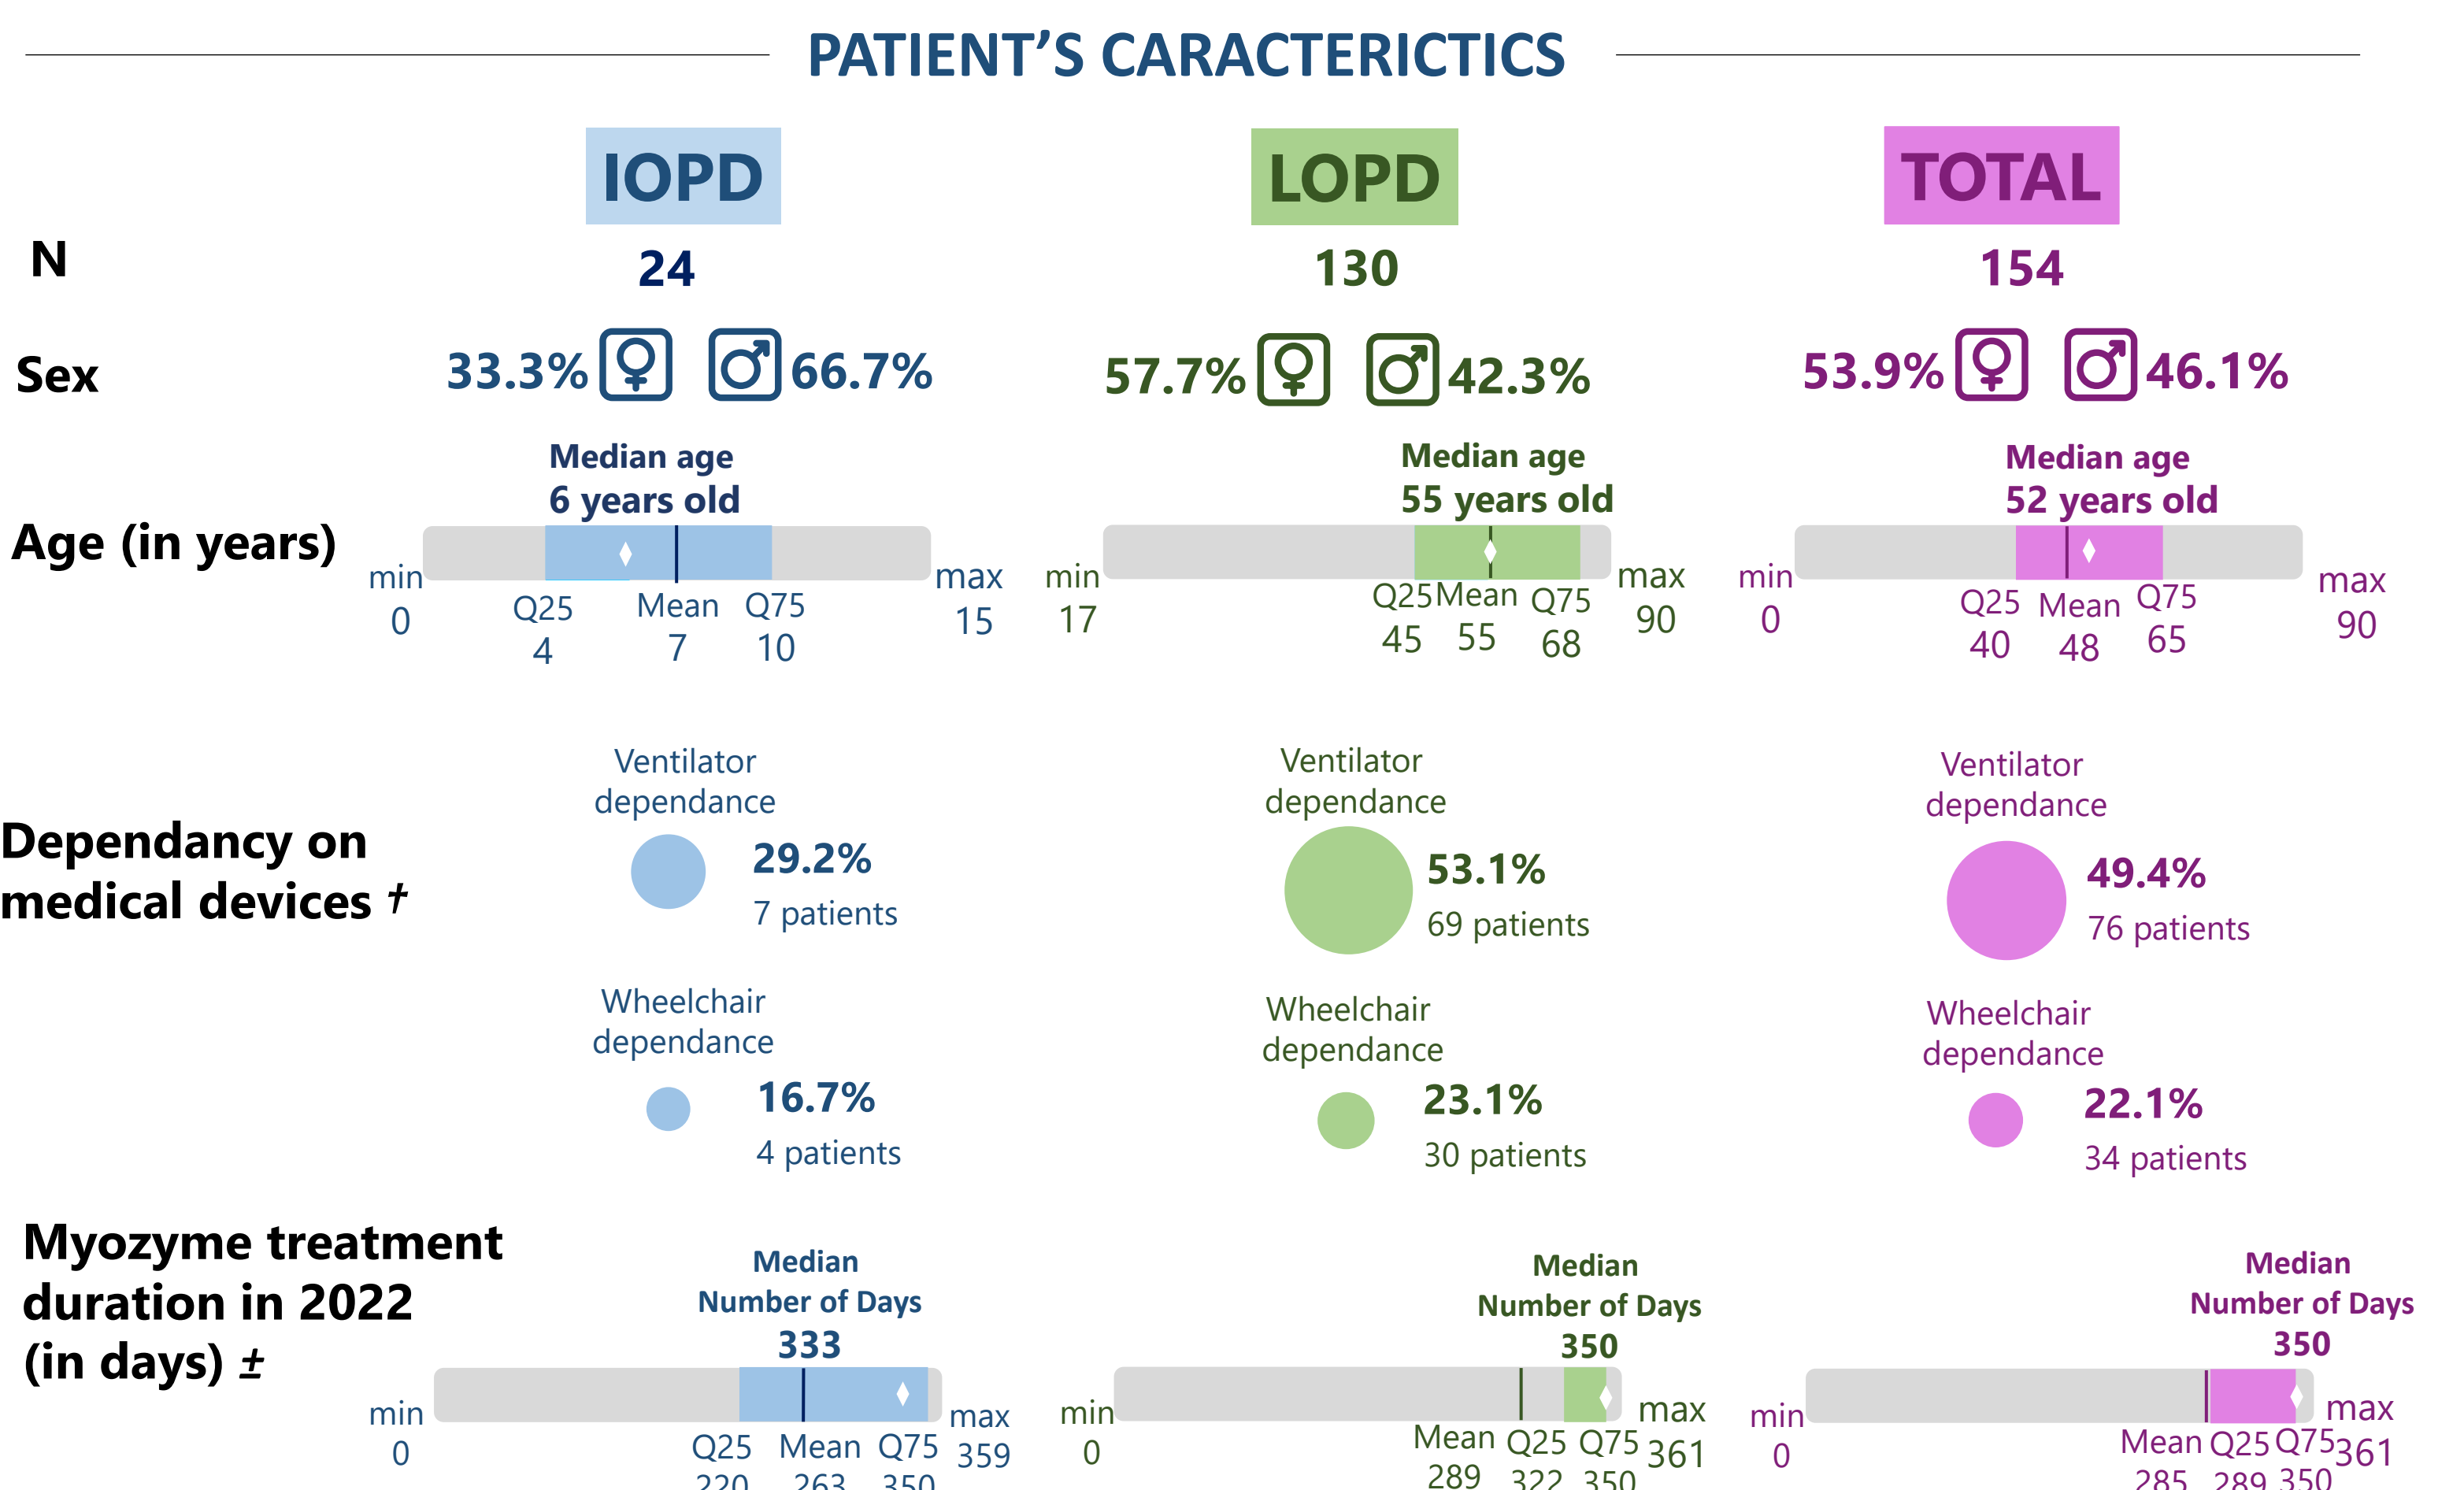 PATIENT’S CARACTERICTICS
IOPD
LOPD
TOTAL
N
24
130
154
Sex
33.3%
66.7%
57.7%
42.3%
53.9%
46.1%
Age (in years)
Median age
6 years old
min
0
Q25
4
Mean
7
Q75
10
max
15
Median age
55 years old
min
17
Q25
45
Mean
55
Q75
68
max
90
Median age
52 years old
min
0
Q25
40
Mean
48
Q75
65
max
90
Dependancy on
medical devices †
Ventilator
dependance
29.2%
7 patients
Ventilator
dependance
53.1%
69 patients
Ventilator
dependance
49.4%
76 patients
Wheelchair
dependance
16.7%
4 patients
Wheelchair
dependance
23.1%
30 patients
Wheelchair
dependance
22.1%
34 patients
Myozyme treatment
duration in 2022
(in days) ±
Median
Number of Days
333
min
0
Q25
220
Mean
263
Q75
350
max
359
Median
Number of Days
350
min
0
Mean
289
Q25
322
Q75
350
max
361
Median
Number of Days
350
min
0
Mean
285
Q25
289
Q75
350
max
361